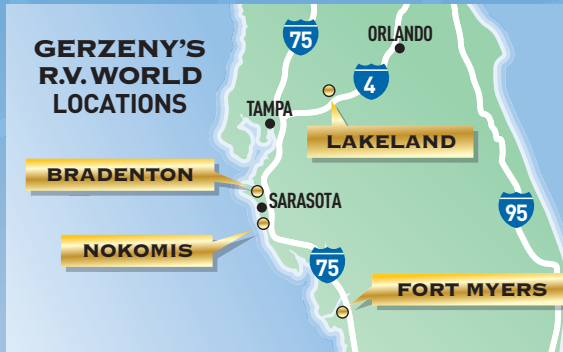 GERZENY'S
R.V. WORLD
LOCATIONS
75
ORLANDO
4
TAMPA
LAKELAND
BRADENTON
SARASOTA
95
NOKOMIS
75
FORT MYERS